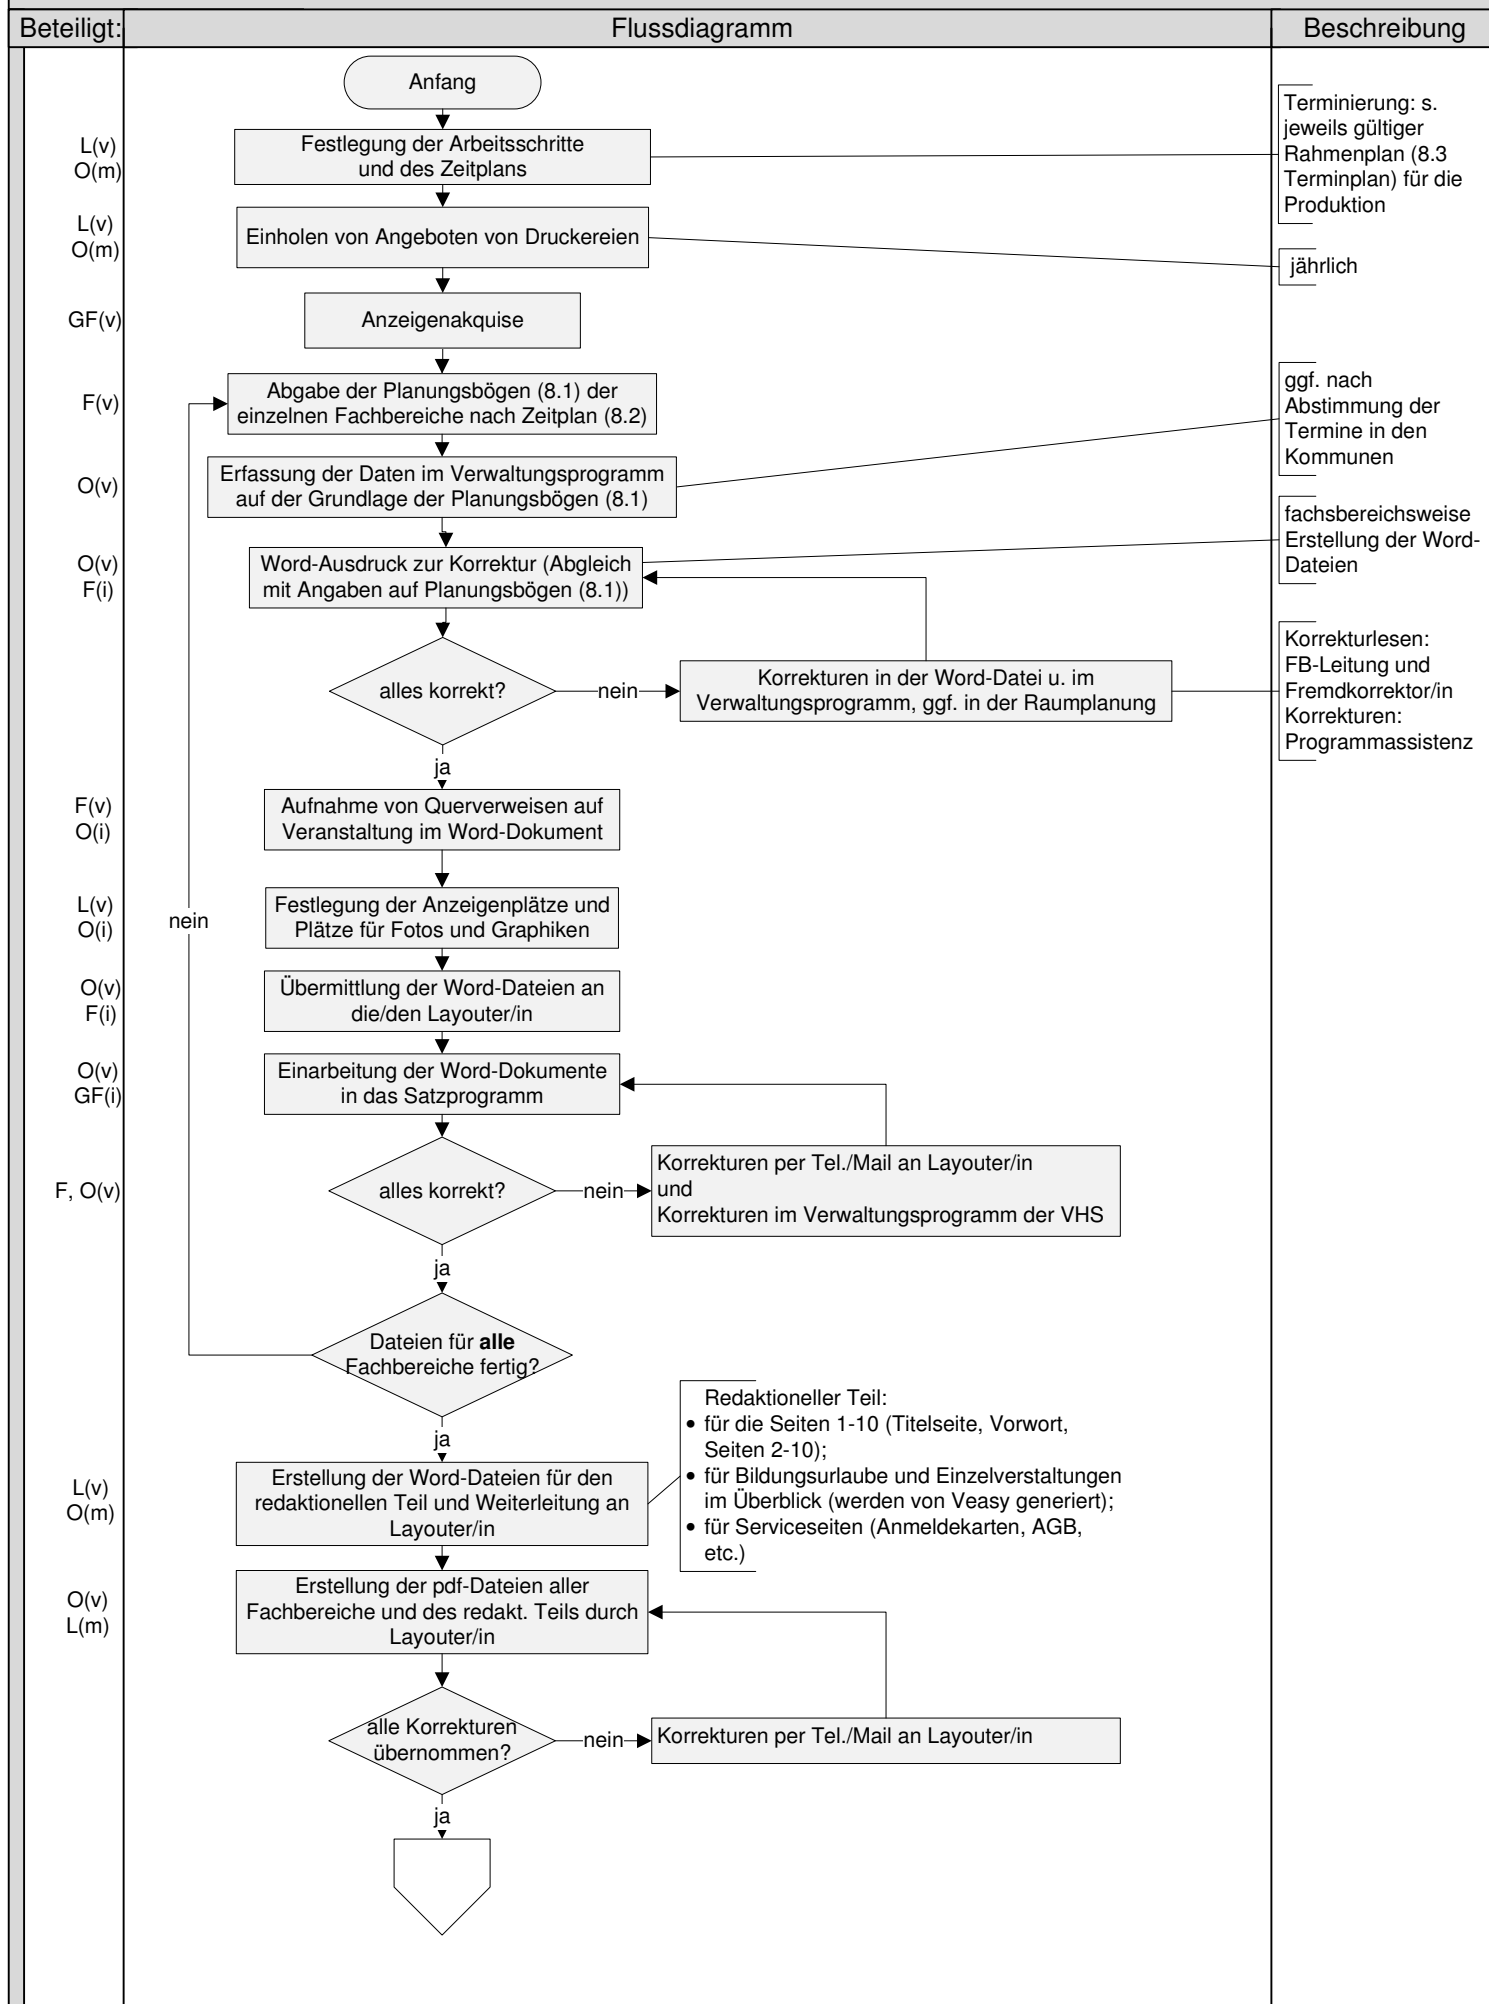 Beteiligt:
Flussdiagramm
Beschreibung
Anfang
L(v)
O(m)
Festlegung der Arbeitsschritte
und des Zeitplans
Terminierung: s.
jeweils gültiger
Rahmenplan (8.3
Terminplan) für die
Produktion
L(v)
O(m)
Einholen von Angeboten von Druckereien
jährlich
GF(v)
Anzeigenakquise
F(v)
Abgabe der Planungsbögen (8.1) der
einzelnen Fachbereiche nach Zeitplan (8.2)
ggf. nach
Abstimmung der
Termine in den
Kommunen
O(v)
Erfassung der Daten im Verwaltungsprogramm
auf der Grundlage der Planungsbögen (8.1)
O(v)
F(i)
Word-Ausdruck zur Korrektur (Abgleich
mit Angaben auf Planungsbögen (8.1))
fachsbereichsweise
Erstellung der Word-
Dateien
alles korrekt?
nein
Korrekturen in der Word-Datei u. im
Verwaltungsprogramm, ggf. in der Raumplanung
Korrekturlesen:
FB-Leitung und
Fremdkorrektor/in
Korrekturen:
Programmassistenz
ja
F(v)
O(i)
Aufnahme von Querverweisen auf
Veranstaltung im Word-Dokument
L(v)
O(i)
nein
Festlegung der Anzeigenplätze und
Plätze für Fotos und Graphiken
O(v)
F(i)
Übermittlung der Word-Dateien an
die/den Layouter/in
O(v)
GF(i)
Einarbeitung der Word-Dokumente
in das Satzprogramm
F, O(v)
alles korrekt?
nein
Korrekturen per Tel./Mail an Layouter/in
und
Korrekturen im Verwaltungsprogramm der VHS
ja
Dateien für alle
Fachbereiche fertig?
ja
L(v)
O(m)
Erstellung der Word-Dateien für den
redaktionellen Teil und Weiterleitung an
Layouter/in
Redaktioneller Teil:
• für die Seiten 1-10 (Titelseite, Vorwort,
Seiten 2-10);
• für Bildungsurlaube und Einzelverstaltungen
im Überblick (werden von Veasy generiert);
• für Serviceseiten (Anmeldekarten, AGB,
etc.)
O(v)
L(m)
Erstellung der pdf-Dateien aller
Fachbereiche und des redakt. Teils durch
Layouter/in
alle Korrekturen
übernommen?
nein
Korrekturen per Tel./Mail an Layouter/in
ja